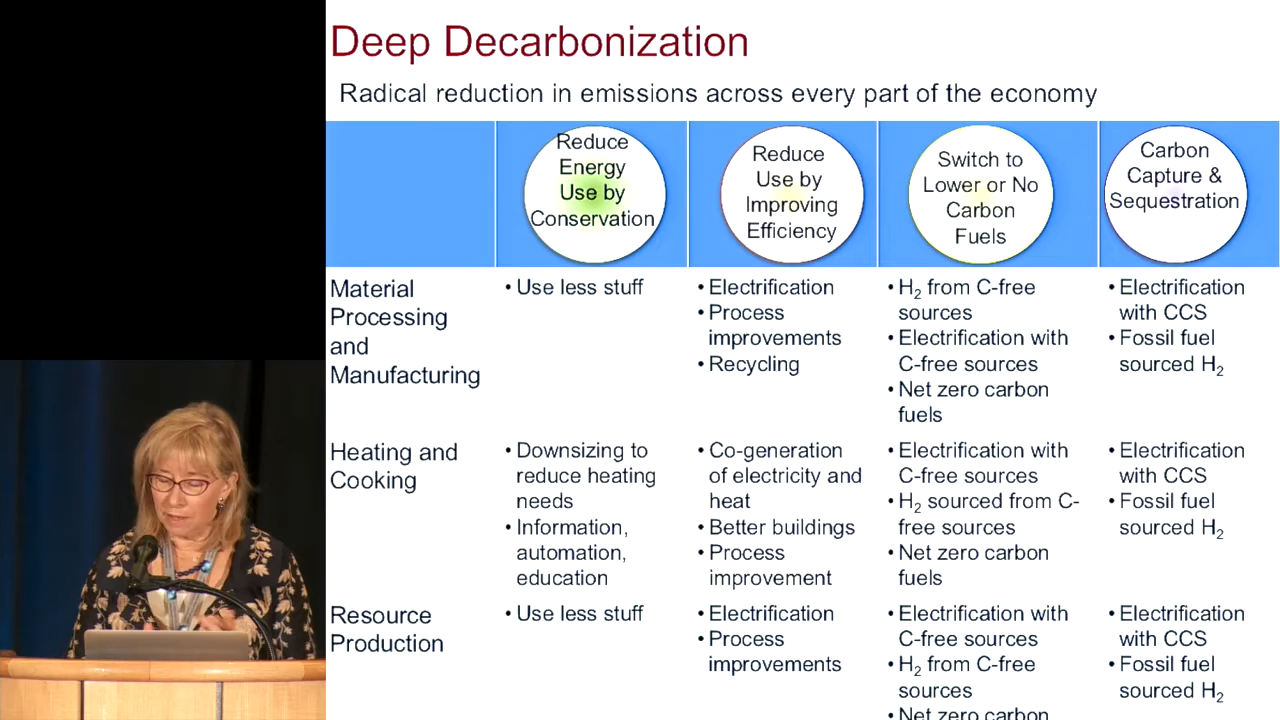 Deep Decarbonization
Radical reduction in emissions across every part of the economy
Reduce
Energy
Use by
Conservation
Reduce
Use by
Improving
Efficiency
Switch to
Lower or No
Carbon
Fuels
Carbon
Capture &
Sequestration
Material
Processing
and
Manufacturing
• Use less stuff
• Electrification
• Process
improvements
• Recycling
• H₂ from C-free
sources
• Electrification with
C-free sources
• Net zero carbon
fuels
• Electrification
with CCS
• Fossil fuel
sourced H₂
Heating and
Cooking
• Downsizing to
reduce heating
needs
• Information,
automation,
education
• Co-generation
of electricity and
heat
• Better buildings
• Process
improvement
• Electrification with
C-free sources
• H₂ sourced from C-
free sources
• Net zero carbon
fuels
• Electrification
with CCS
• Fossil fuel
sourced H₂
Resource
Production
• Use less stuff
• Electrification
• Process
improvements
• Electrification with
C-free sources
• H₂ from C-free
sources
• Net zero carbon
• Electrification
with CCS
• Fossil fuel
sourced H₂